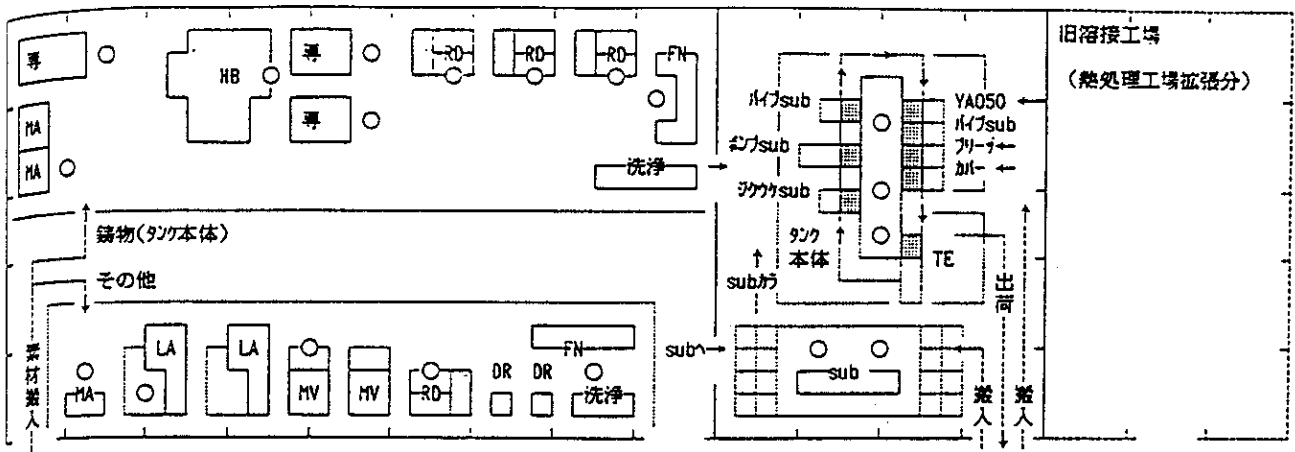 専
HB
専
専
RD
RD
RD
FN
MA
MA
洗浄
鋳物(タンク本体)
その他
素材搬入
MA
LA
LA
MV
MV
RD
DR
DR
FN
洗浄
パイプsub
ポンプsub
ジクウケsub
YA050
パイプsub
ブリーザ
カバー
タンク
本体
TE
subカラ
subへ
sub
出荷
搬入
搬入
旧溶接工場
(熱処理工場拡張分)